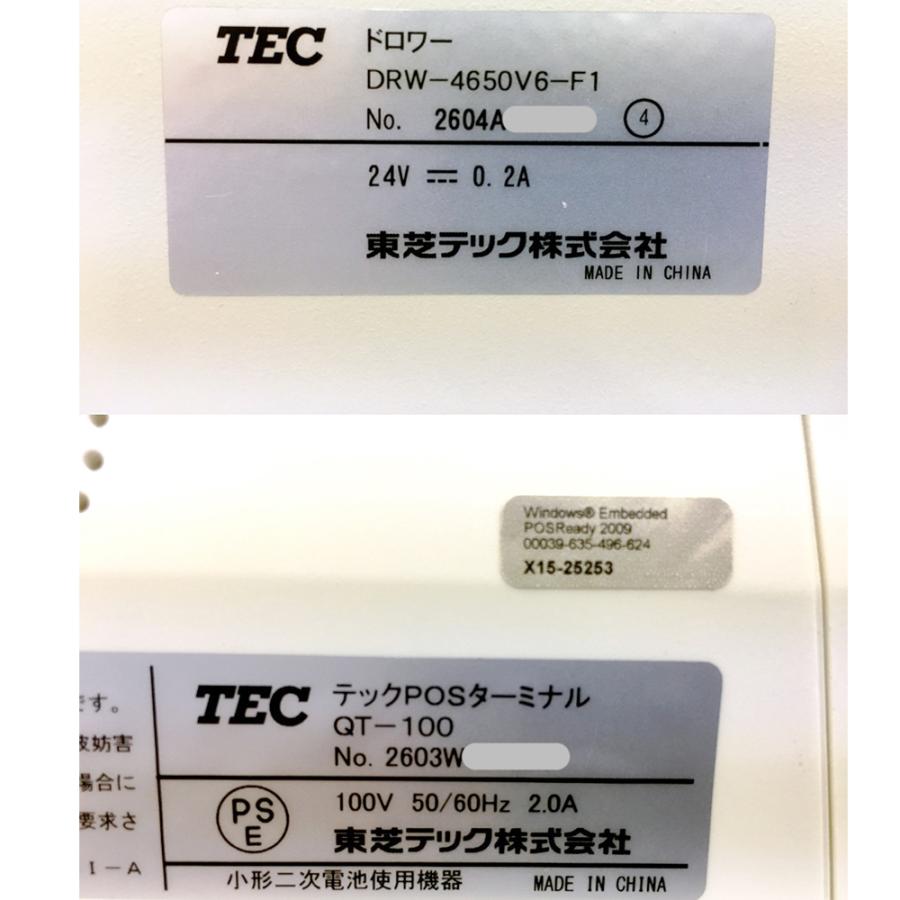 TEC ドロワー
DRW-4650V6-F1
No. 2604A ④
24V ⎓ 0.2A
東芝テック株式会社
MADE IN CHINA
Windows® Embedded
POSReady 2009
00039-635-496-624
X15-25253
TEC テックPOSターミナル
QT-100
No. 2603W
PSE 100V 50/60Hz 2.0A
東芝テック株式会社
小形二次電池使用機器 MADE IN CHINA
です。
波妨害
場合に
要求さ
I-A